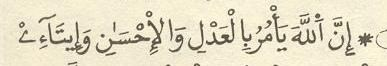 * إِنَّ ٱللَّهَ يَأْمُرُ بِٱلْعَدْلِ وَٱلْإِحْسَٰنِ وَإِيتَآءِ